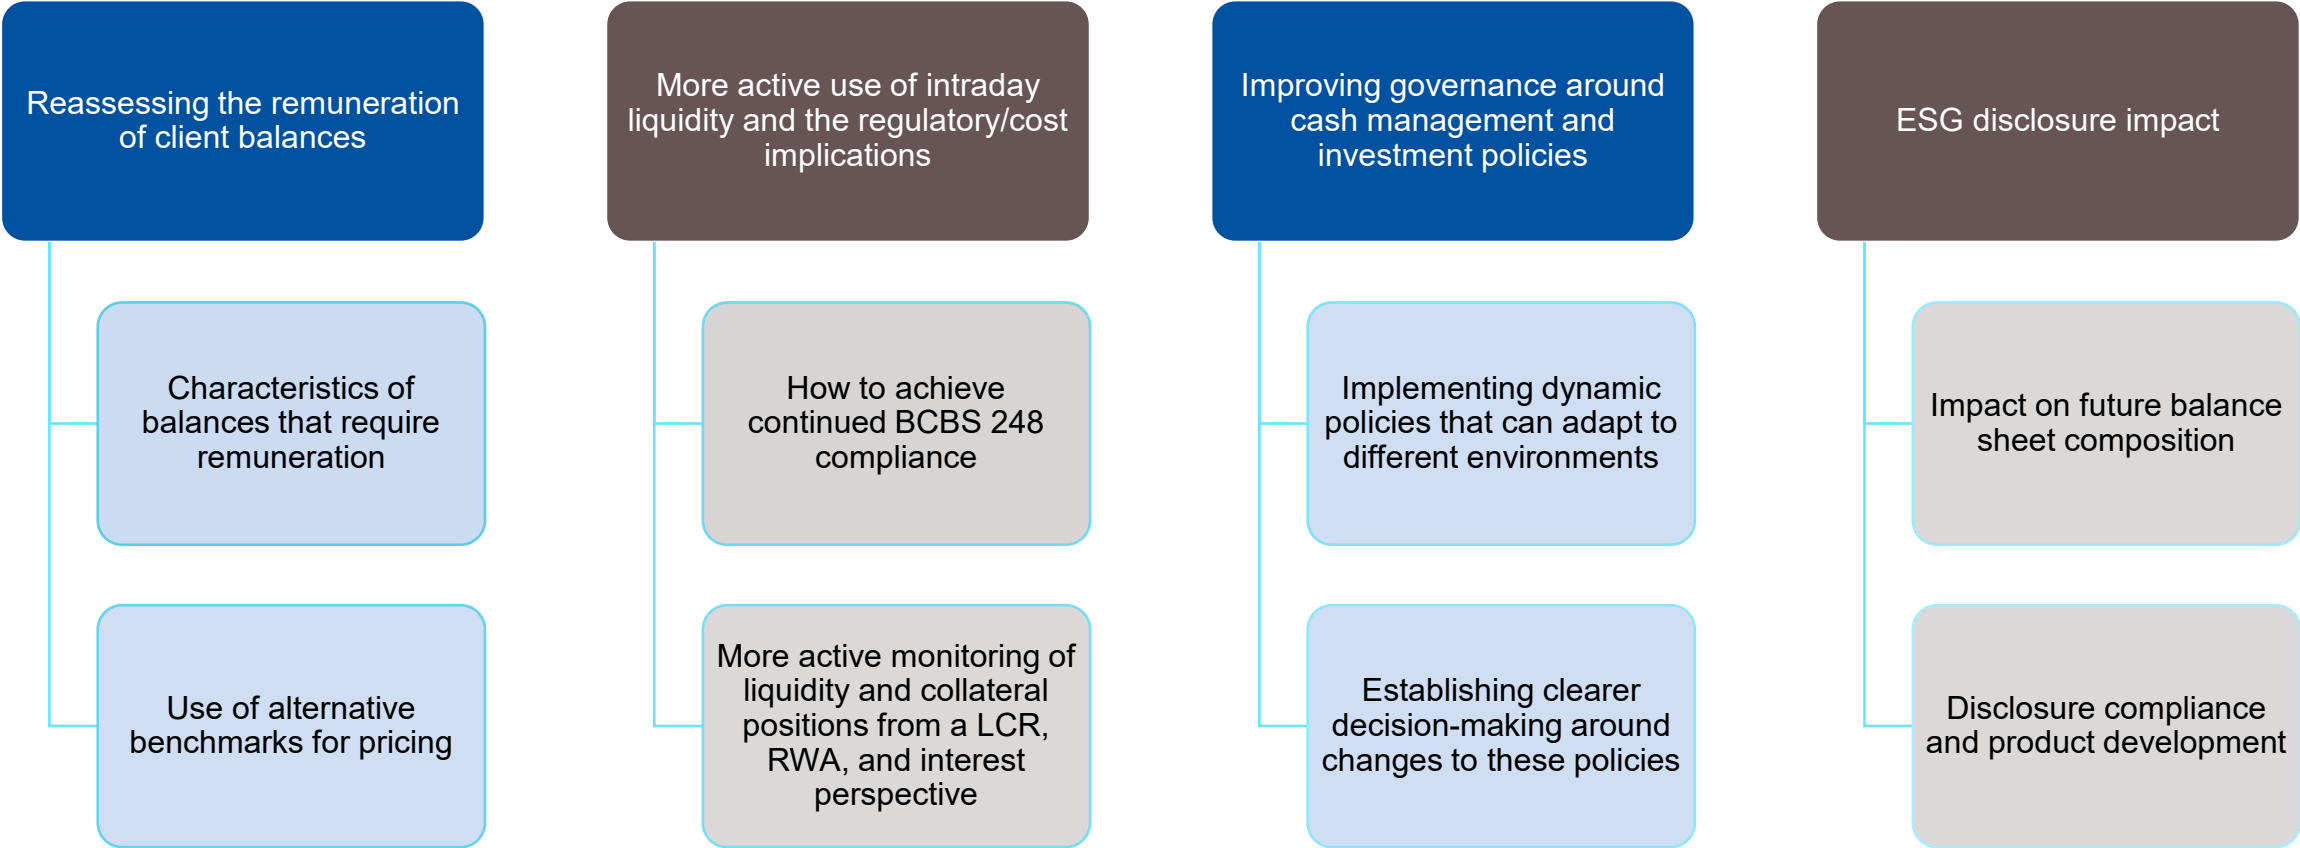 Reassessing the remuneration
of client balances
Characteristics of
balances that require
remuneration
Use of alternative
benchmarks for pricing
More active use of intraday
liquidity and the regulatory/cost
implications
How to achieve
continued BCBS 248
compliance
More active monitoring of
liquidity and collateral
positions from a LCR,
RWA, and interest
perspective
Improving governance around
cash management and
investment policies
Implementing dynamic
policies that can adapt to
different environments
Establishing clearer
decision-making around
changes to these policies
ESG disclosure impact
Impact on future balance
sheet composition
Disclosure compliance
and product development